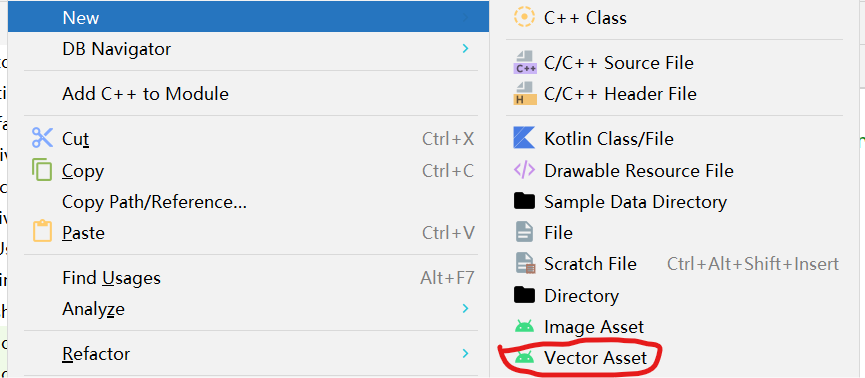 New
DB Navigator
Add C++ to Module
Cut Ctrl+X
Copy Ctrl+C
Copy Path/Reference...
Paste Ctrl+V
Find Usages Alt+F7
Analyze
Refactor
C++ Class
C/C++ Source File
C/C++ Header File
Kotlin Class/File
Drawable Resource File
Sample Data Directory
File
Scratch File Ctrl+Alt+Shift+Insert
Directory
Image Asset
Vector Asset